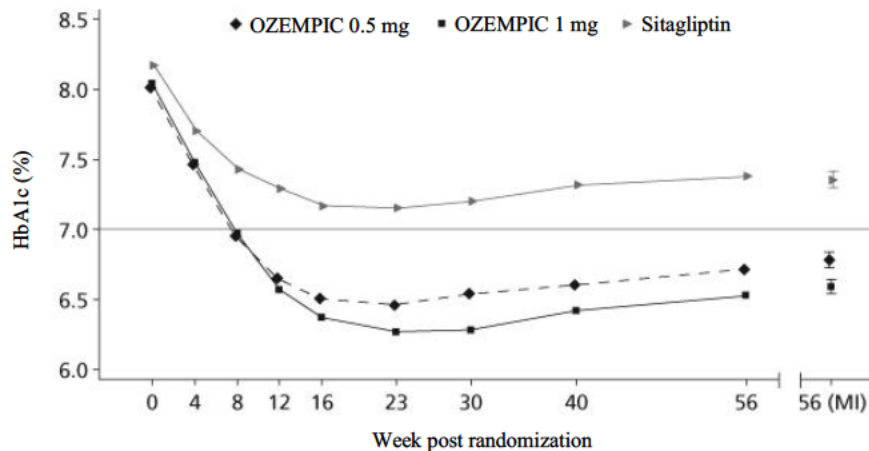 OZEMPIC 0.5 mg OZEMPIC 1 mg Sitagliptin
8.5
8.0
7.5
7.0
6.5
6.0
HbA1c (%)
0 4 8 12 16 23 30 40 56 56 (MI)
Week post randomization